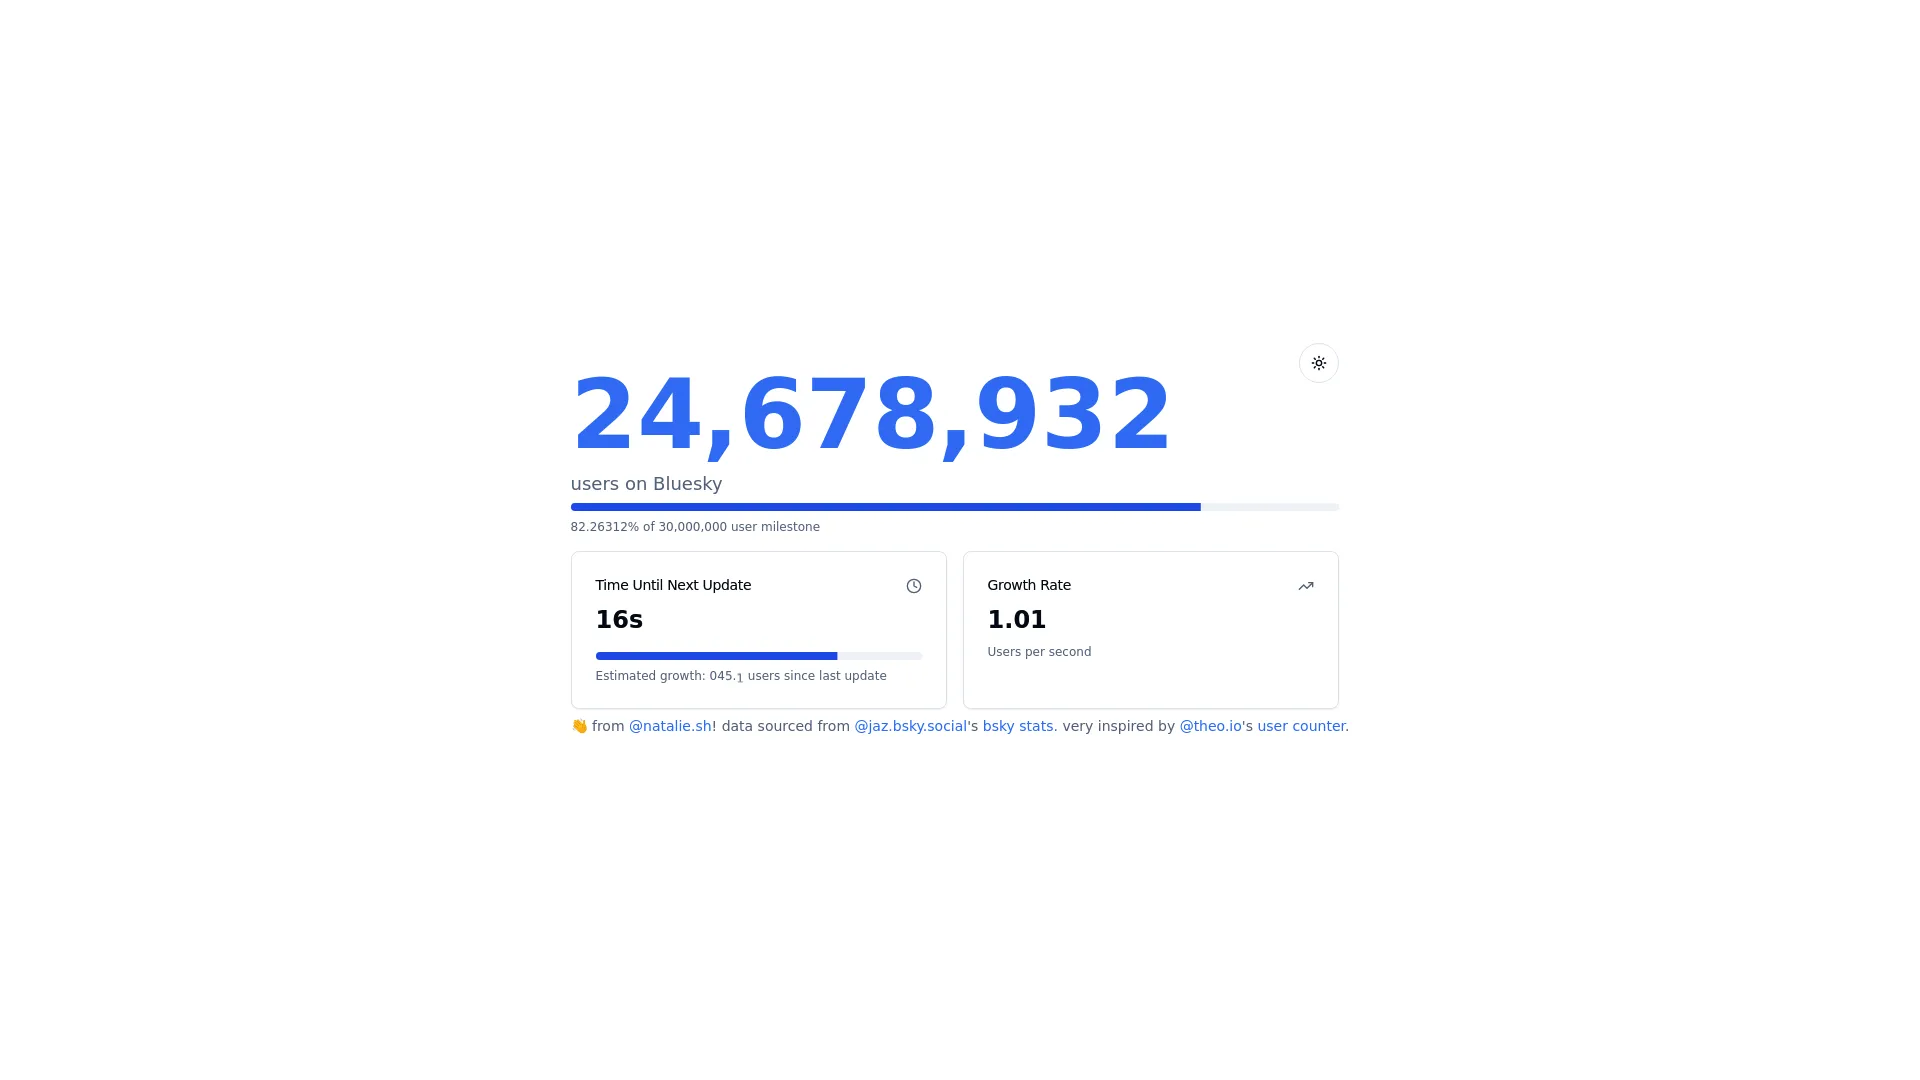 24,678,932
users on Bluesky
82.26312% of 30,000,000 user milestone
Time Until Next Update
16s
Estimated growth: 045.1 users since last update
Growth Rate
1.01
Users per second
👋 from @natalie.sh! data sourced from @jaz.bsky.social's bsky stats. very inspired by @theo.io's user counter.